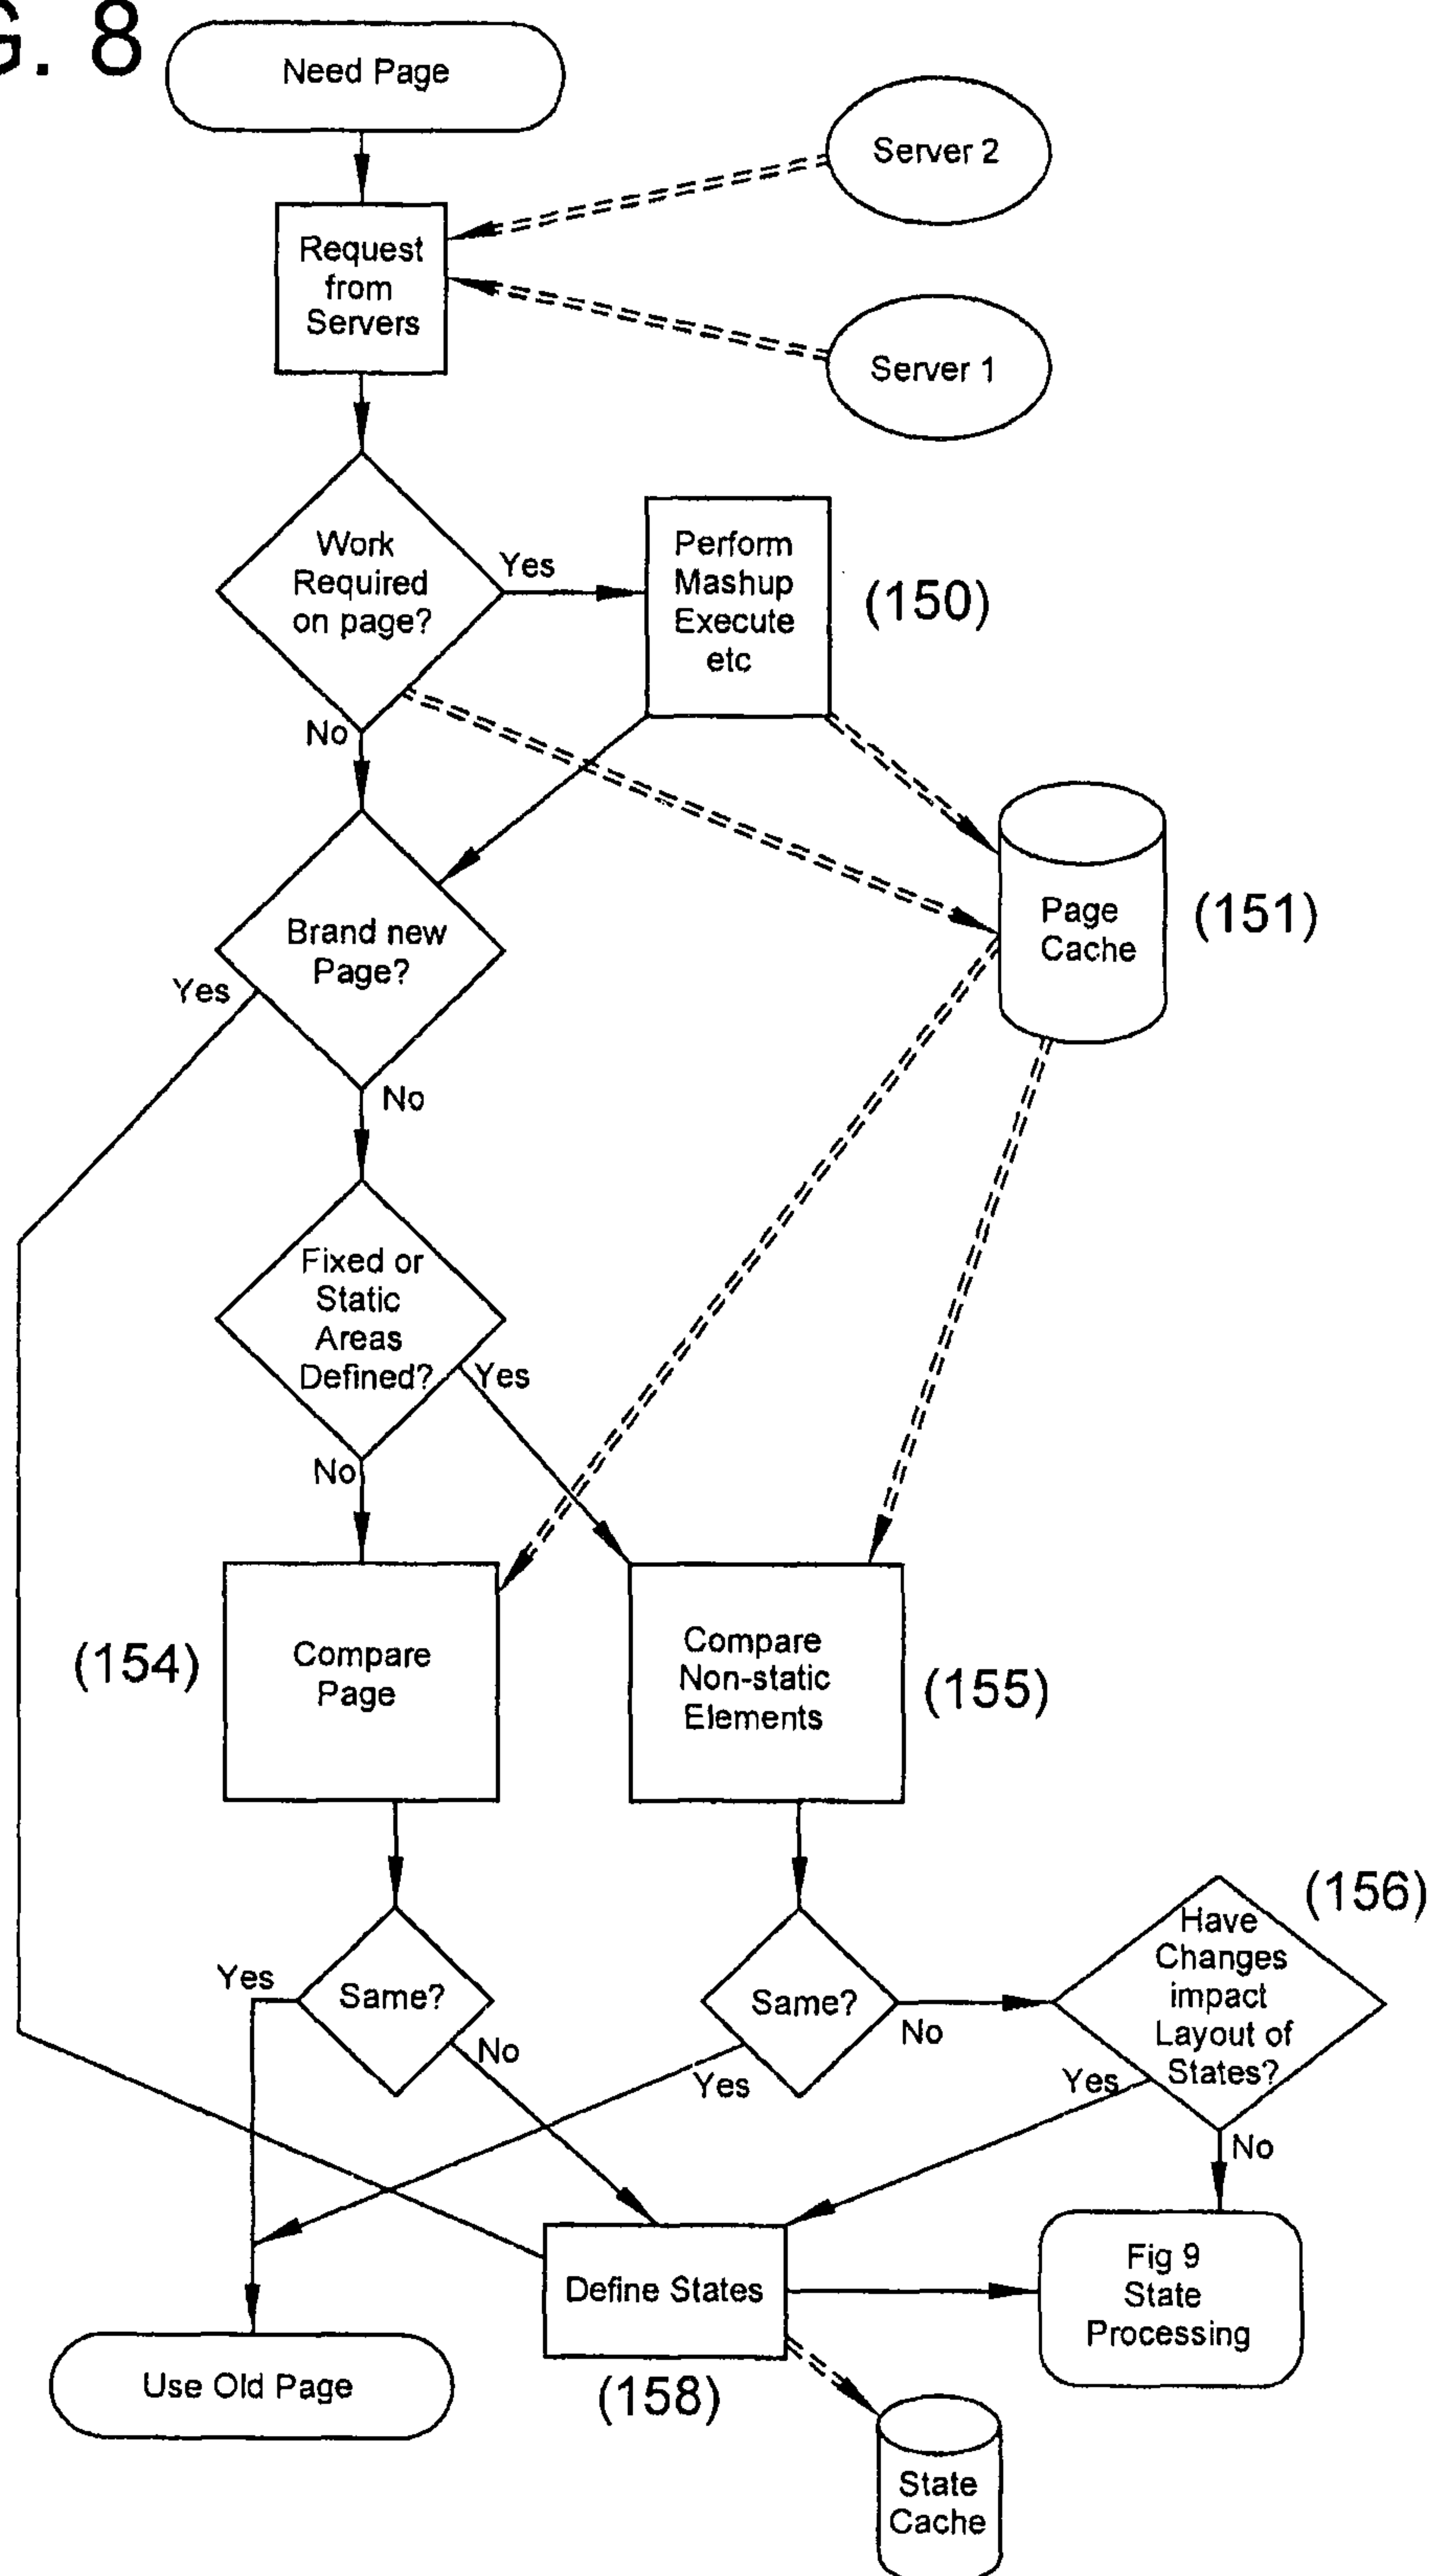 G. 8
Need Page
Server 2
Request
from
Servers
Server 1
Work
Required
on page?
Yes
No
Perform
Mashup
Execute
etc
(150)
Page
Cache
(151)
Brand new
Page?
Yes
No
Fixed or
Static
Areas
Defined?
Yes
No
(154)
Compare
Page
Compare
Non-static
Elements
(155)
(156)
Have
Changes
impact
Layout of
States?
Yes
No
Same?
Yes
No
Same?
No
Yes
Define States
(158)
Fig 9
State
Processing
Use Old Page
State
Cache